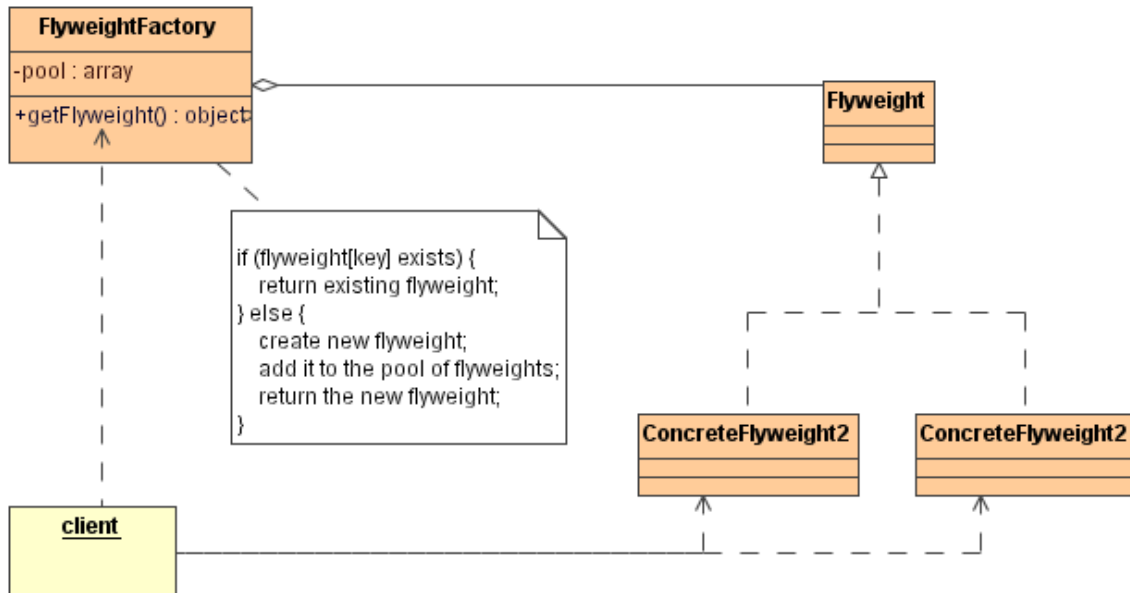 FlyweightFactory
-pool : array
+getFlyweight() : object
Flyweight
if (flyweight[key] exists) {
return existing flyweight;
} else {
create new flyweight;
add it to the pool of flyweights;
return the new flyweight;
}
ConcreteFlyweight2
ConcreteFlyweight2
client